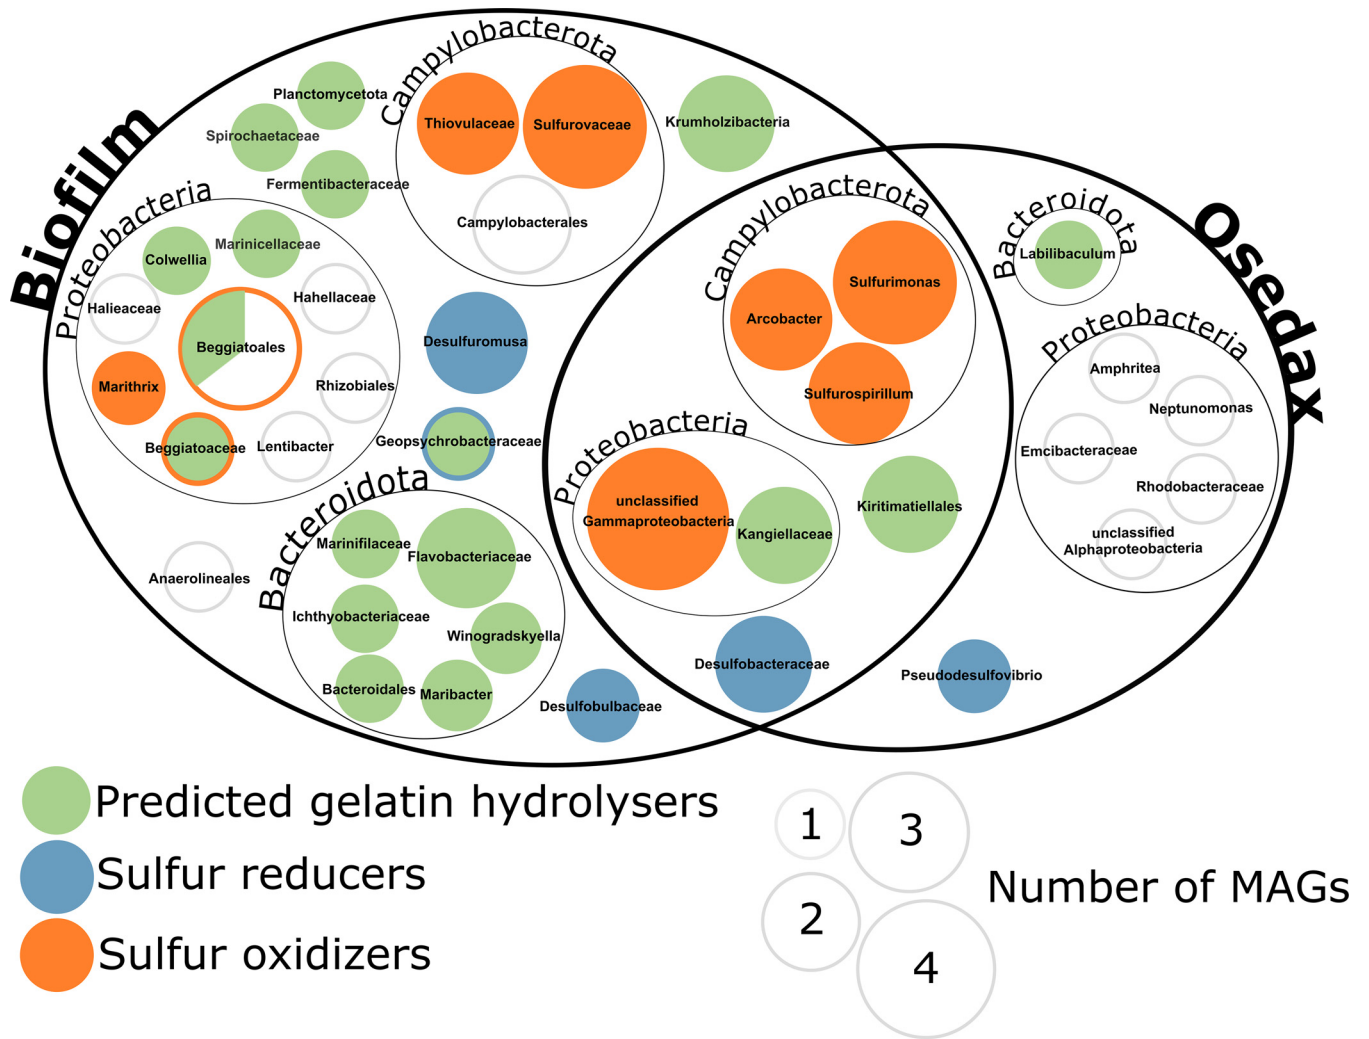 Biofilm
Osedax
Campylobacterota
Thiovulaceae
Sulfurovaceae
Campylobacterales
Planctomycetota
Spirochaetaceae
Fermentibacteraceae
Krumholzibacteria
Proteobacteria
Colwellia
Marinicellaceae
Halieaceae
Hahellaceae
Beggiatoales
Marithrix
Rhizobiales
Beggiatoaceae
Lentibacter
Desulfuromusa
Geopsychrobacteraceae
Anaerolineales
Bacteroidota
Marinifilaceae
Flavobacteriaceae
Ichthyobacteriaceae
Winogradskyella
Bacteroidales
Maribacter
Desulfobulbaceae
Campylobacterota
Sulfurimonas
Arcobacter
Sulfurospirillum
Proteobacteria
unclassified
Gammaproteobacteria
Kangiellaceae
Kiritimatiellales
Desulfobacteraceae
Bacteroidota
Labilibaculum
Proteobacteria
Amphritea
Neptunomonas
Emcibacteraceae
Rhodobacteraceae
unclassified
Alphaproteobacteria
Pseudodesulfovibrio
Predicted gelatin hydrolysers
Sulfur reducers
Sulfur oxidizers
1
3
2
4
Number of MAGs